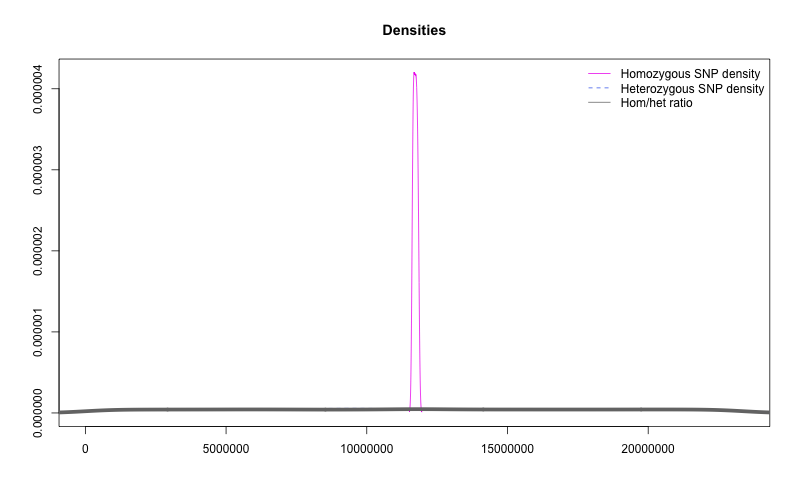 Densities
Homozygous SNP density
Heterozygous SNP density
Hom/het ratio
0.000004
0.000003
0.000002
0.000001
0.000000
0 5000000 10000000 15000000 20000000